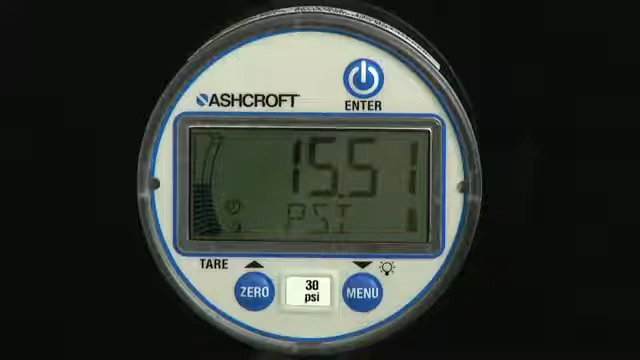 ASHCROFT
ENTER
15.51
PSI
TARE
ZERO
30
psi
MENU